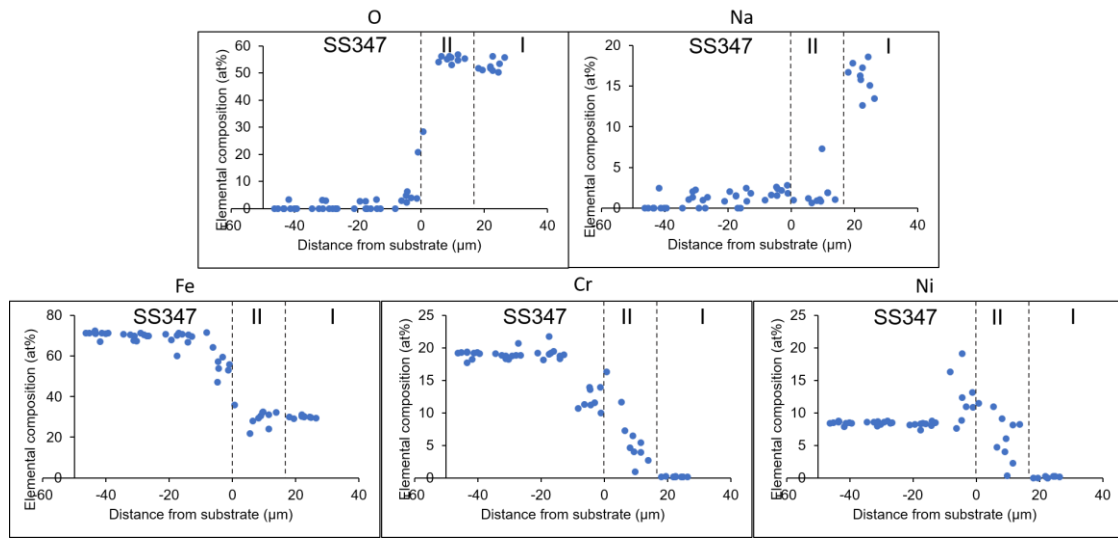 O
Na
SS347
II
I
Elemental composition (at%)
60
50
40
30
20
10
0
-60
-40
-20
0
20
40
Distance from substrate (µm)
SS347
II
I
Elemental composition (at%)
20
15
10
5
0
-60
-40
-20
0
20
40
Distance from substrate (µm)
Fe
Cr
Ni
SS347
II
I
Elemental composition (at%)
80
60
40
20
0
-60
-40
-20
0
20
40
Distance from substrate (µm)
SS347
II
I
Elemental composition (at%)
25
20
15
10
5
0
-60
-40
-20
0
20
40
Distance from substrate (µm)
SS347
II
I
Elemental composition (at%)
25
20
15
10
5
0
-60
-40
-20
0
20
40
Distance from substrate (µm)